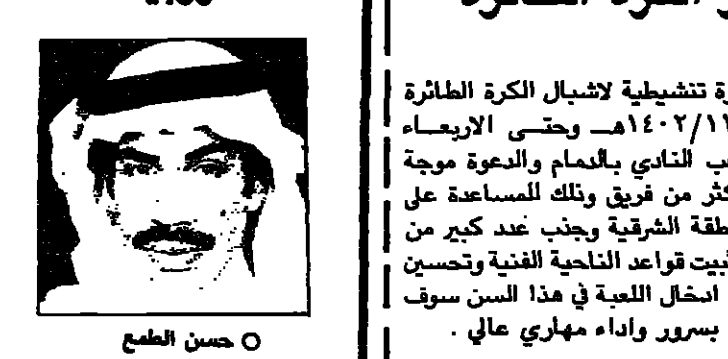 ة تنشيطية لاشبال الكرة الطائرة
١٤٠٢/١١هـ وحتى الاربعاء
ب النادي بالدمام والدعوة موجة
كثر من فريق وذلك للمساعدة على
طقة الشرقية وجذب عدد كبير من
ثبيت قواعد الناحية الفنية وتحسين
ادخال اللعبة في هذا السن سوف
بسرور واداء مهاري عالي .
○ حسن الطمع